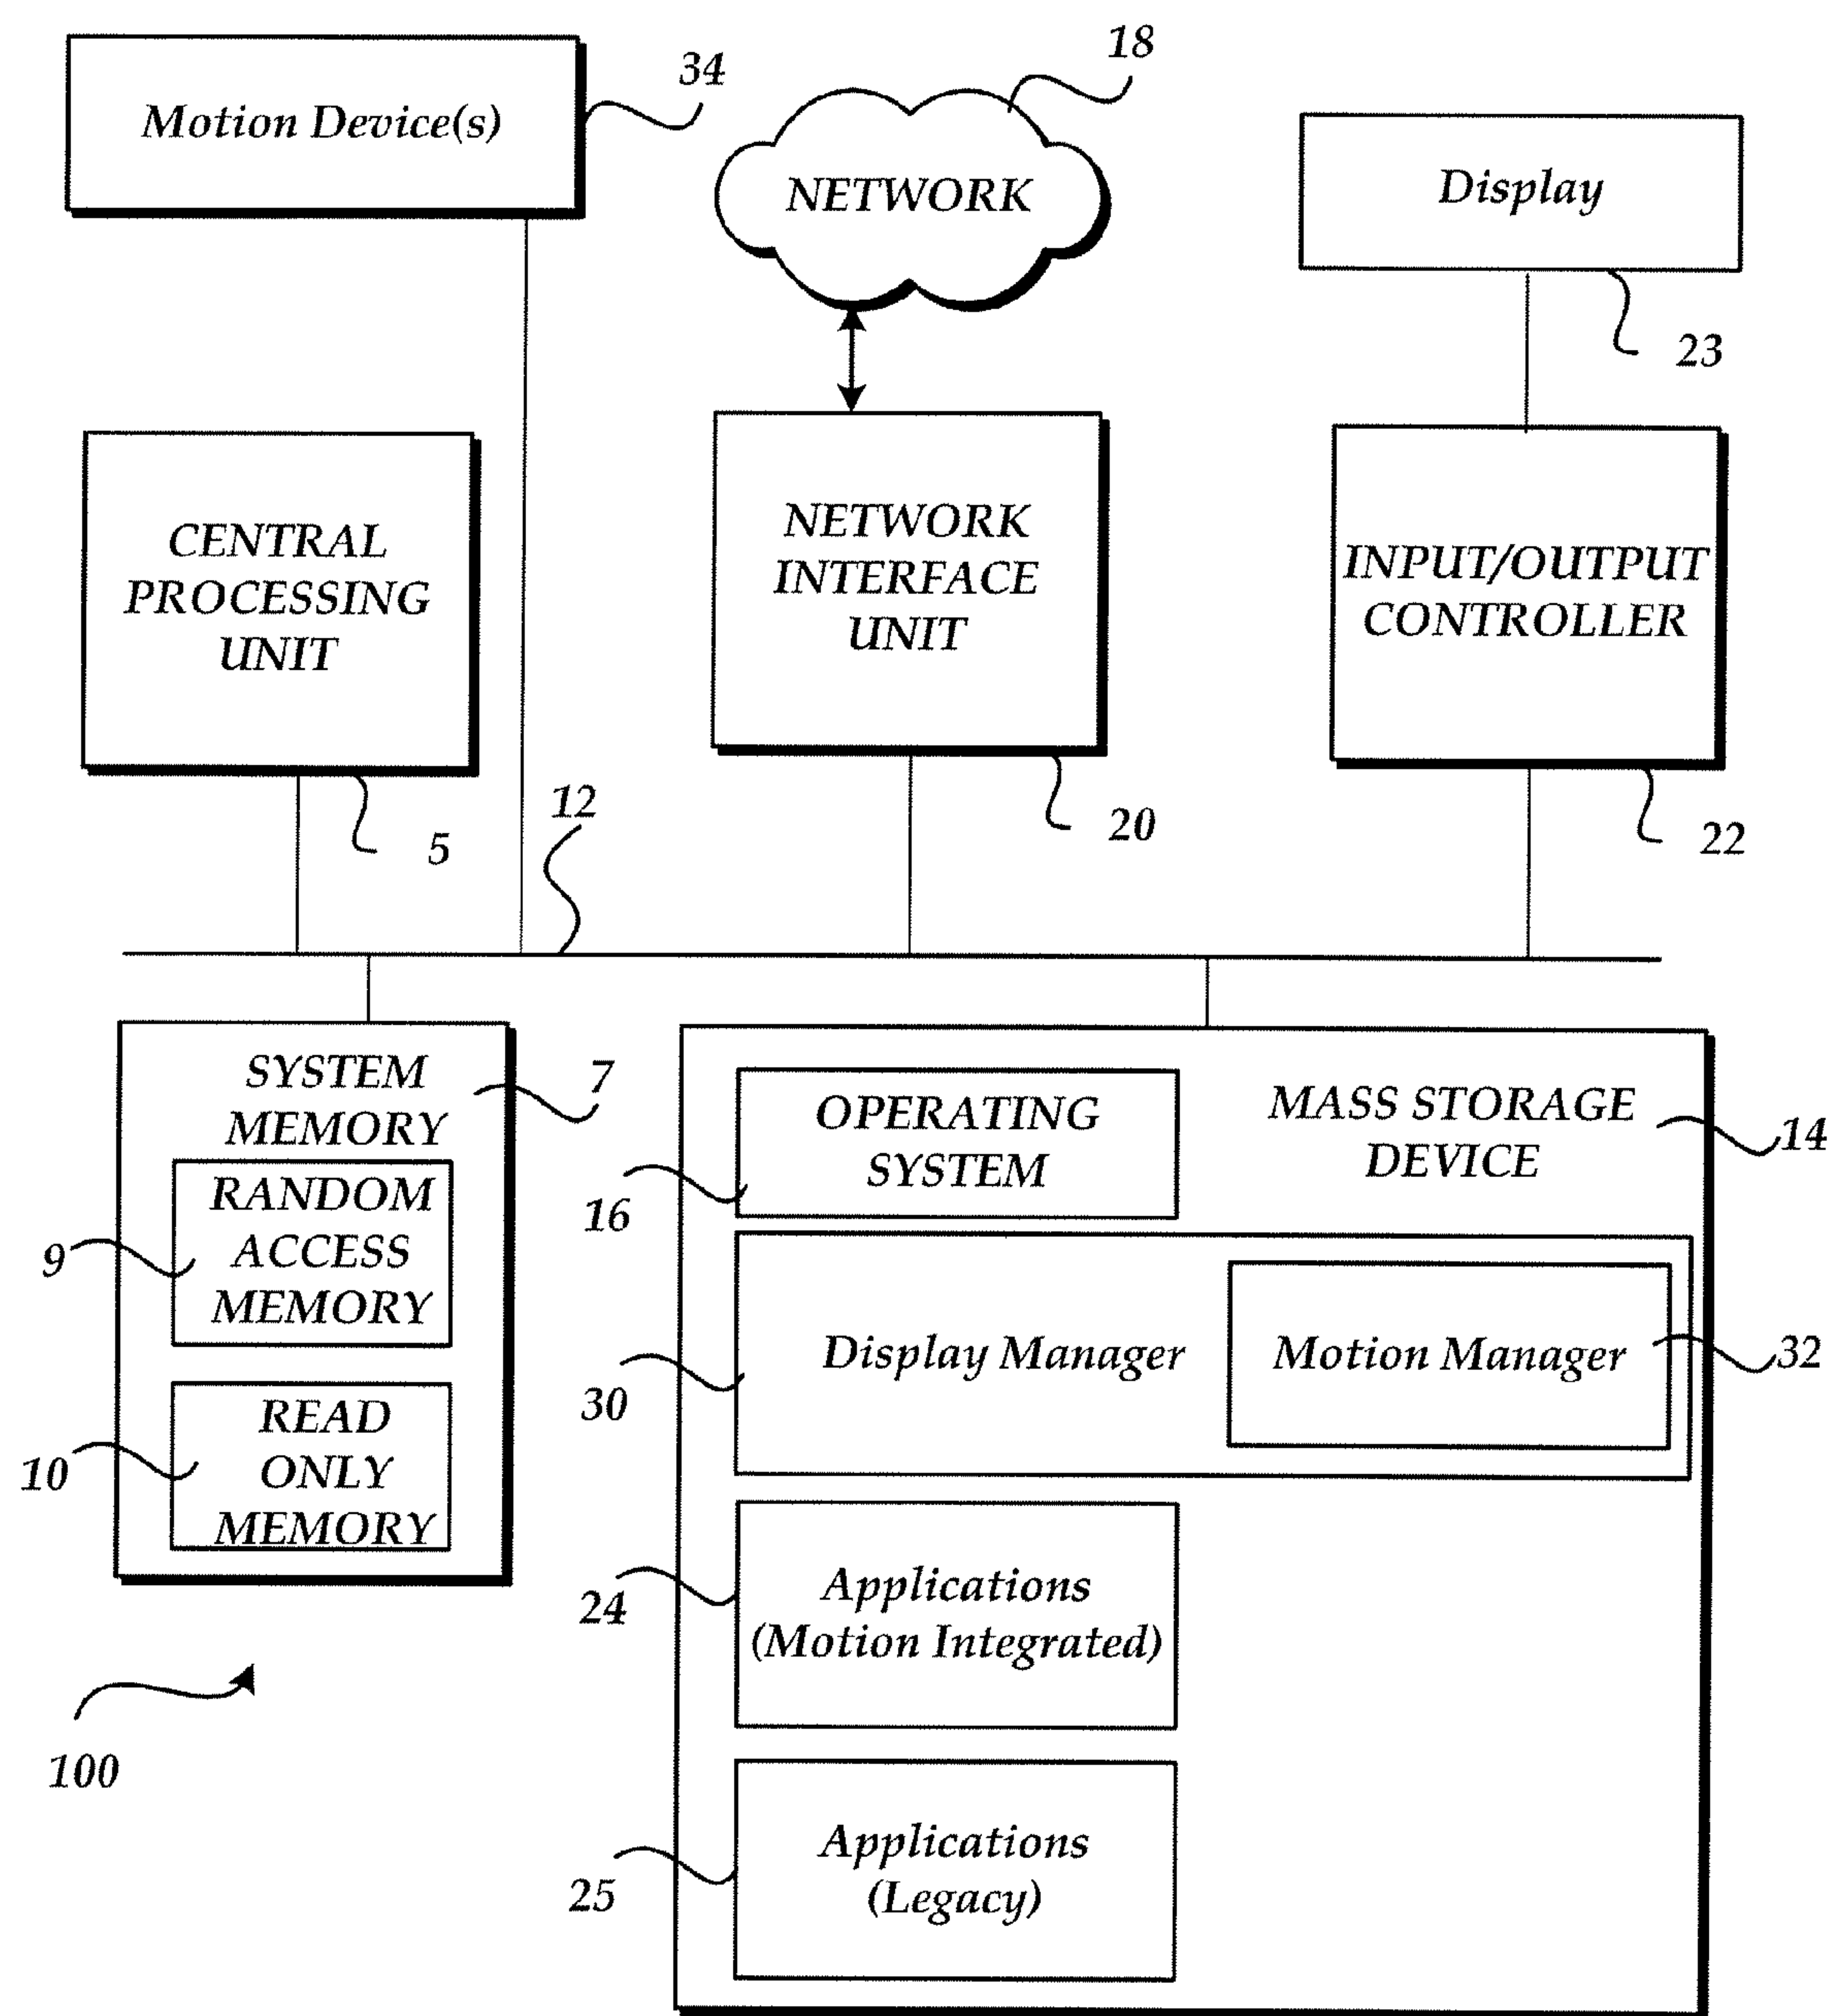 Motion Device(s)
34
18
NETWORK
Display
23
CENTRAL
PROCESSING
UNIT
5
NETWORK
INTERFACE
UNIT
20
INPUT/OUTPUT
CONTROLLER
22
12
SYSTEM
MEMORY
7
RANDOM
ACCESS
MEMORY
9
READ
ONLY
MEMORY
10
100
OPERATING
SYSTEM
16
MASS STORAGE
DEVICE
14
Display Manager
30
Motion Manager
32
Applications
(Motion Integrated)
24
Applications
(Legacy)
25